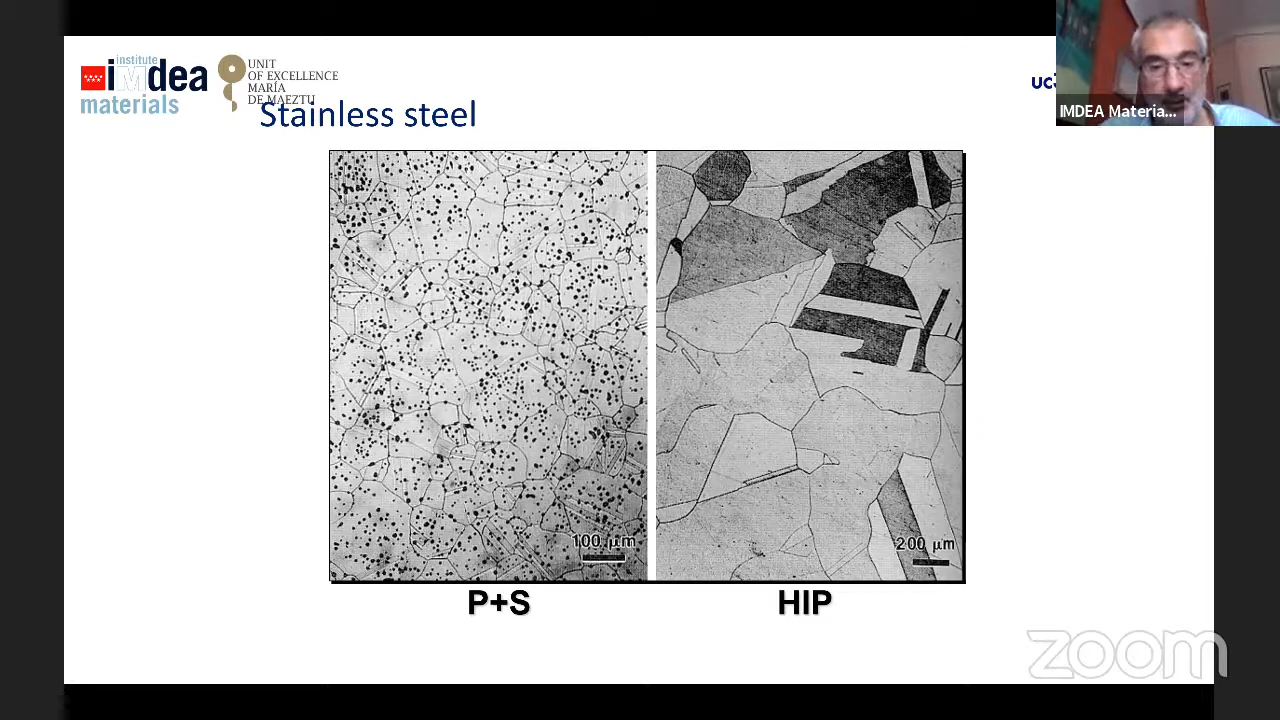 institute
imdea
materials
UNIT
OF EXCELLENCE
MARÍA
DE MAEZTU
Stainless steel
uc3
IMDEA Materia...
100 µm
200 µm
P+S
HIP
zoom